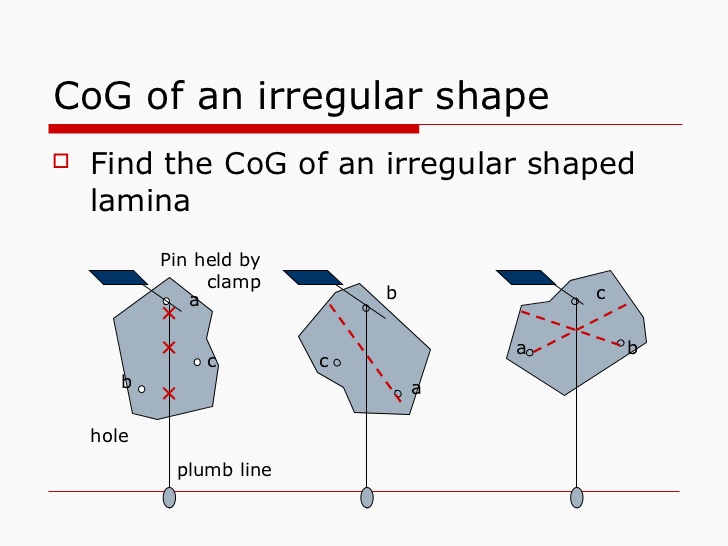 CoG of an irregular shape
Find the CoG of an irregular shaped
lamina
Pin held by
clamp
a
c
b
hole
plumb line
b
c
a
c
a
b